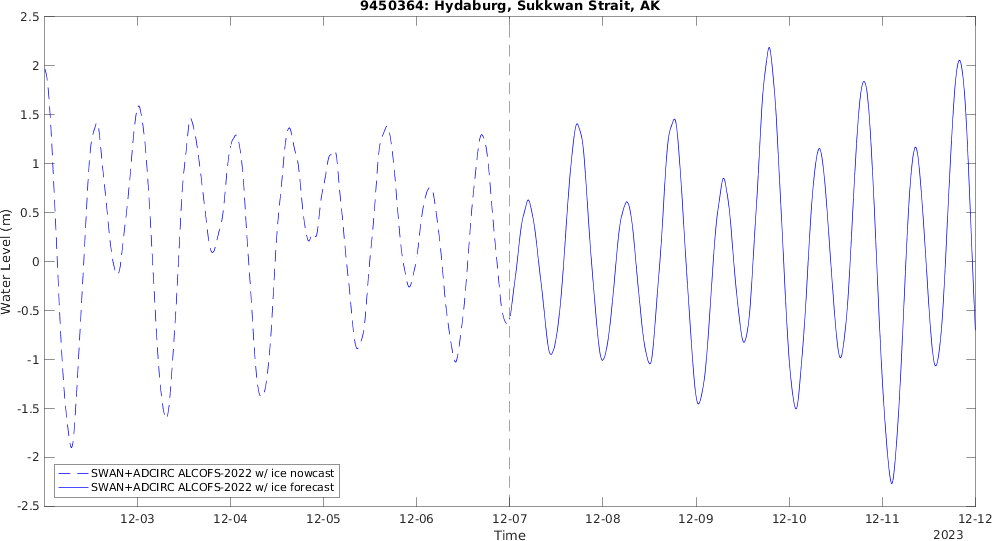 9450364: Hydaburg, Sukkwan Strait, AK
2.5
2
1.5
1
0.5
0
-0.5
-1
-1.5
-2
-2.5
Water Level (m)
SWAN+ADCIRC ALCOFS-2022 w/ ice nowcast
SWAN+ADCIRC ALCOFS-2022 w/ ice forecast
12-03 12-04 12-05 12-06 12-07 12-08 12-09 12-10 12-11 12-12
Time
2023